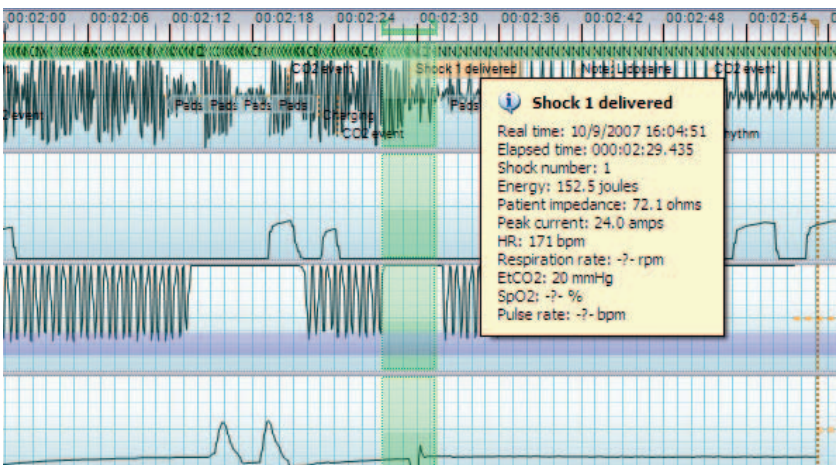 00:02:00 00:02:06 00:02:12 00:02:18 00:02:24 00:02:30 00:02:36 00:02:42 00:02:48 00:02:54
NNNNNNNNNNNNNNNNNNNNNNNNNN
CO2 event Shock 1 delivered Note: Lidocaine CO2 event
Pads Pads Pads Pads Pads
Charging
CO2 event
rhythm
Shock 1 delivered
Real time: 10/9/2007 16:04:51
Elapsed time: 000:02:29.435
Shock number: 1
Energy: 152.5 joules
Patient impedance: 72.1 ohms
Peak current: 24.0 amps
HR: 171 bpm
Respiration rate: -?- rpm
EtCO2: 20 mmHg
SpO2: -?- %
Pulse rate: -?- bpm